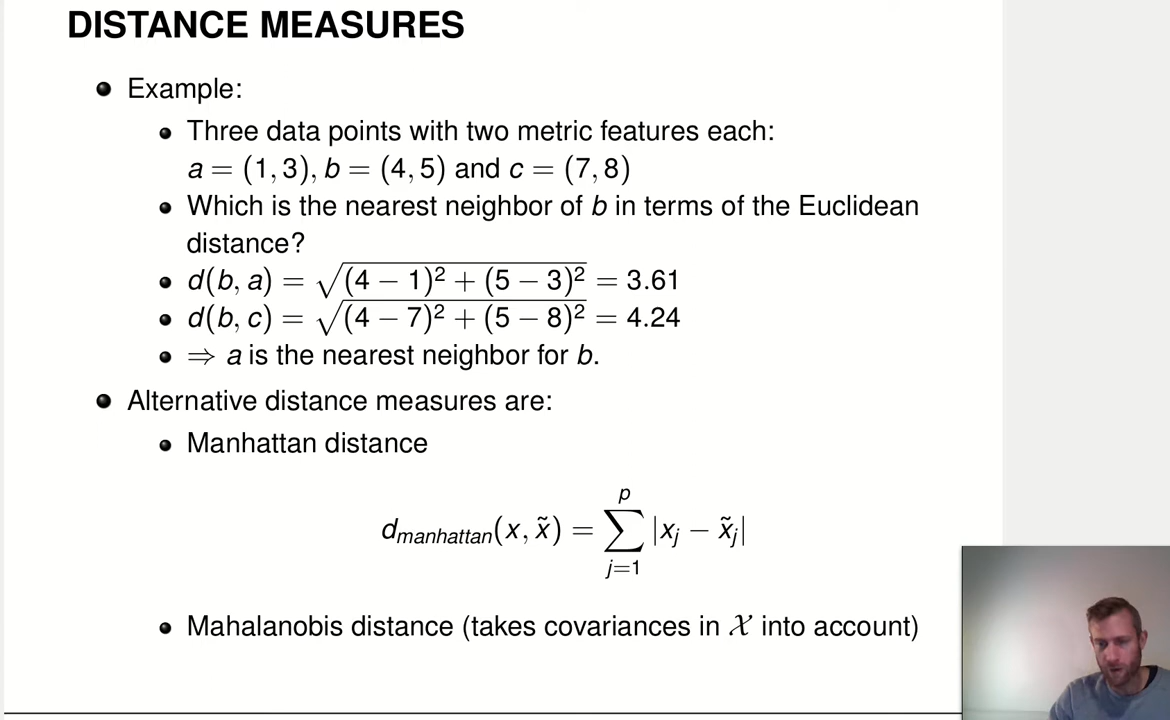 DISTANCE MEASURES
Example:
Three data points with two metric features each:
a = (1, 3), b = (4, 5) and c = (7, 8)
Which is the nearest neighbor of b in terms of the Euclidean
distance?
d(b, a) = √(4 − 1)² + (5 − 3)² = 3.61
d(b, c) = √(4 − 7)² + (5 − 8)² = 4.24
⇒ a is the nearest neighbor for b.
Alternative distance measures are:
Manhattan distance
d_manhattan(x, x̃) = ∑_{j=1}^{p} |x_j − x̃_j|
Mahalanobis distance (takes covariances in 𝒳 into account)